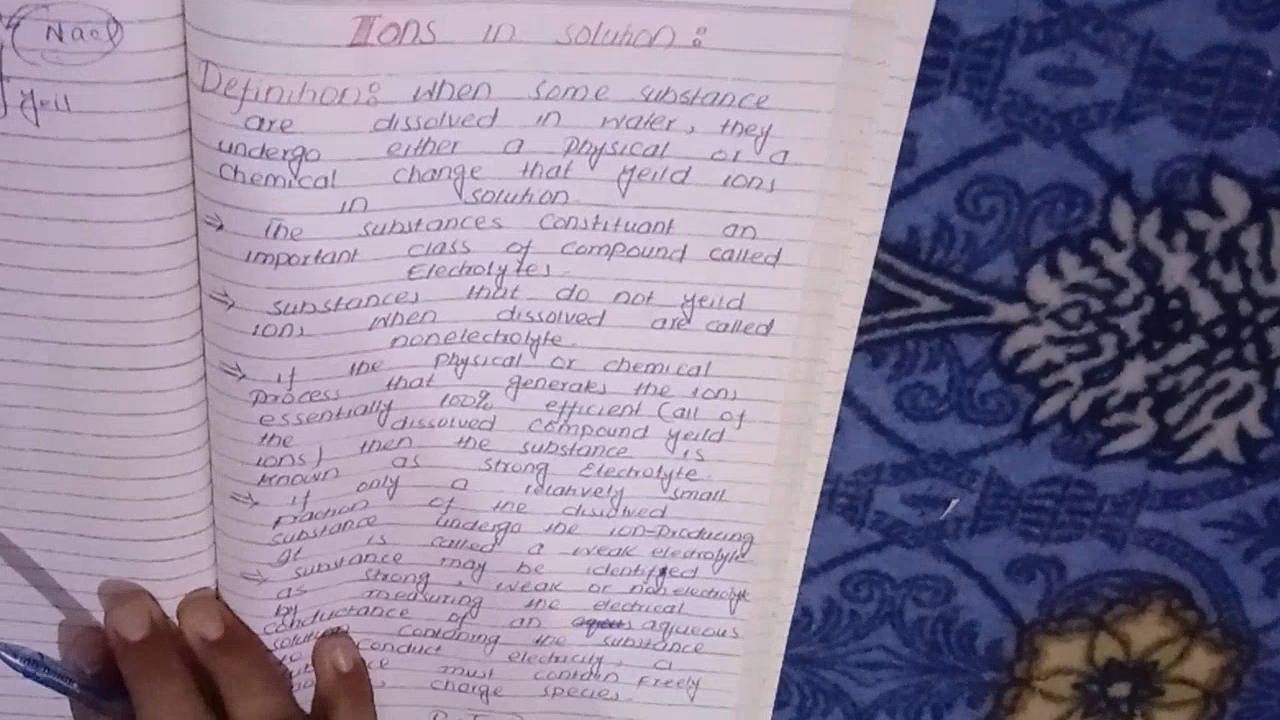 Nacl
Yeil
Ions in solution:
Definition: When some substance
are dissolved in water, they
undergo either a physical or a
chemical change that yeild ions
in solution
⇒ The substances constituant an
important class of compound called
Electrolytes.
⇒ substances that do not yeild
ions when dissolved are called
nonelectrolyte.
⇒ if the physical or chemical
Process that generates the ions
essentially 100% efficient (all of
the dissolved compound yeild
ions) then the substance is
known as strong Electrolyte.
⇒ if only a relatively small
fraction of the dissolved
substance undergo the ion-producing
it is called a weak electrolyte
⇒ substance may be identified
as strong, weak or nonelectrolyte
by measuring the electrical
conductance of an aqueous
solution containing the substance
conduct electricity, a
must contain freely
charge species.